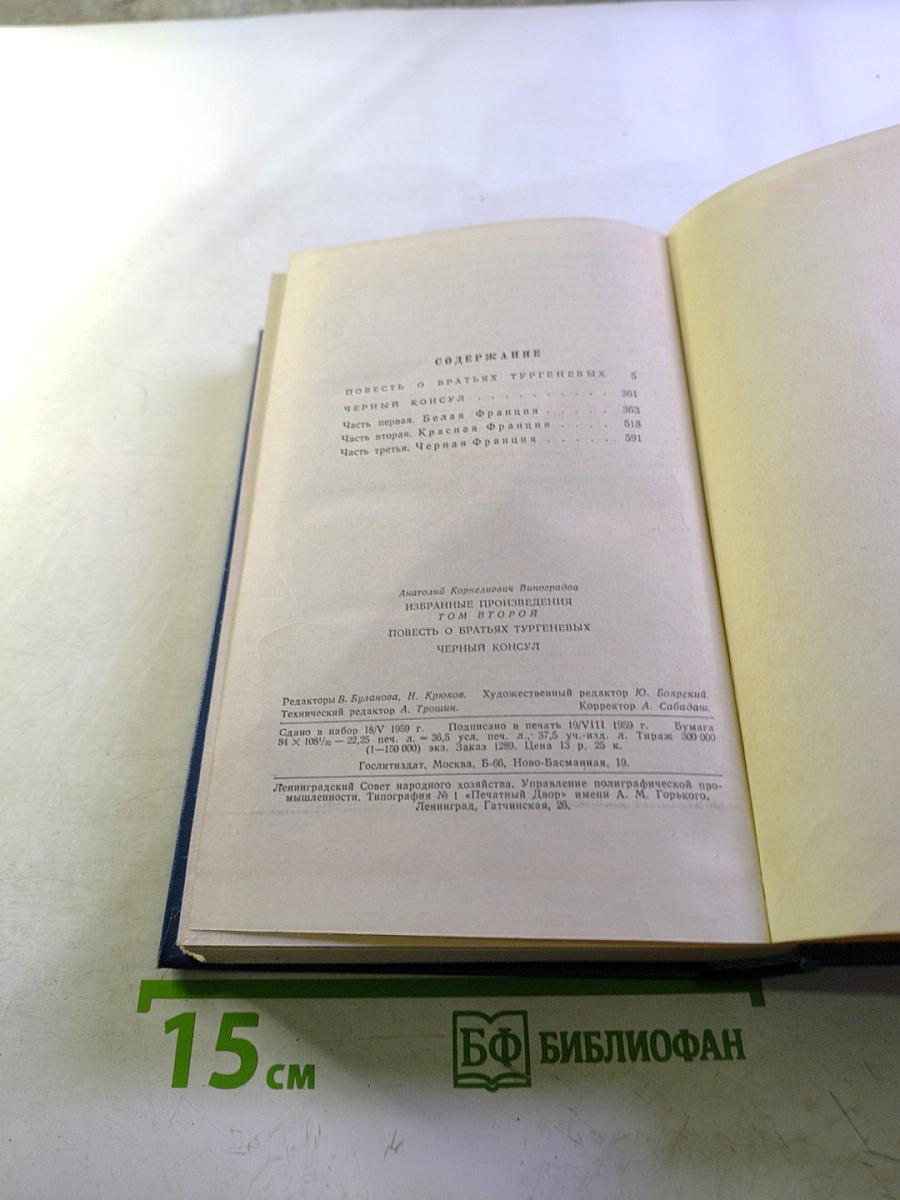 СОДЕРЖАНИЕ
ПОВЕСТЬ О БРАТЬЯХ ТУРГЕНЕВЫХ 5
ЧЕРНЫЙ КОНСУЛ . . . . . . . . . . 361
Часть первая. Белая Франция . . . . . 363
Часть вторая. Красная Франция . . . . 518
Часть третья. Черная Франция . . . . . 591
Анатолий Корнелиевич Виноградов
ИЗБРАННЫЕ ПРОИЗВЕДЕНИЯ
ТОМ ВТОРОЙ
ПОВЕСТЬ О БРАТЬЯХ ТУРГЕНЕВЫХ
ЧЕРНЫЙ КОНСУЛ
Редакторы В. Буланова, Н. Крюков. Художественный редактор Ю. Боярский.
Технический редактор А. Трошин. Корректор А. Сабадаш.
Сдано в набор 18/V 1959 г. Подписано в печать 19/VIII 1959 г. Бумага
84 × 108¹/₃₂ — 22,25 печ. л. = 36,5 усл. печ. л., 37,5 уч.-изд. л. Тираж 300 000
(1—150 000) экз. Заказ 1289. Цена 13 р. 25 к.
Гослитиздат, Москва, Б-66, Ново-Басманная, 19.
Ленинградский Совет народного хозяйства. Управление полиграфической про-
мышленности. Типография № 1 «Печатный Двор» имени А. М. Горького,
Ленинград, Гатчинская, 26.
15 см
БФ БИБЛИОФАН